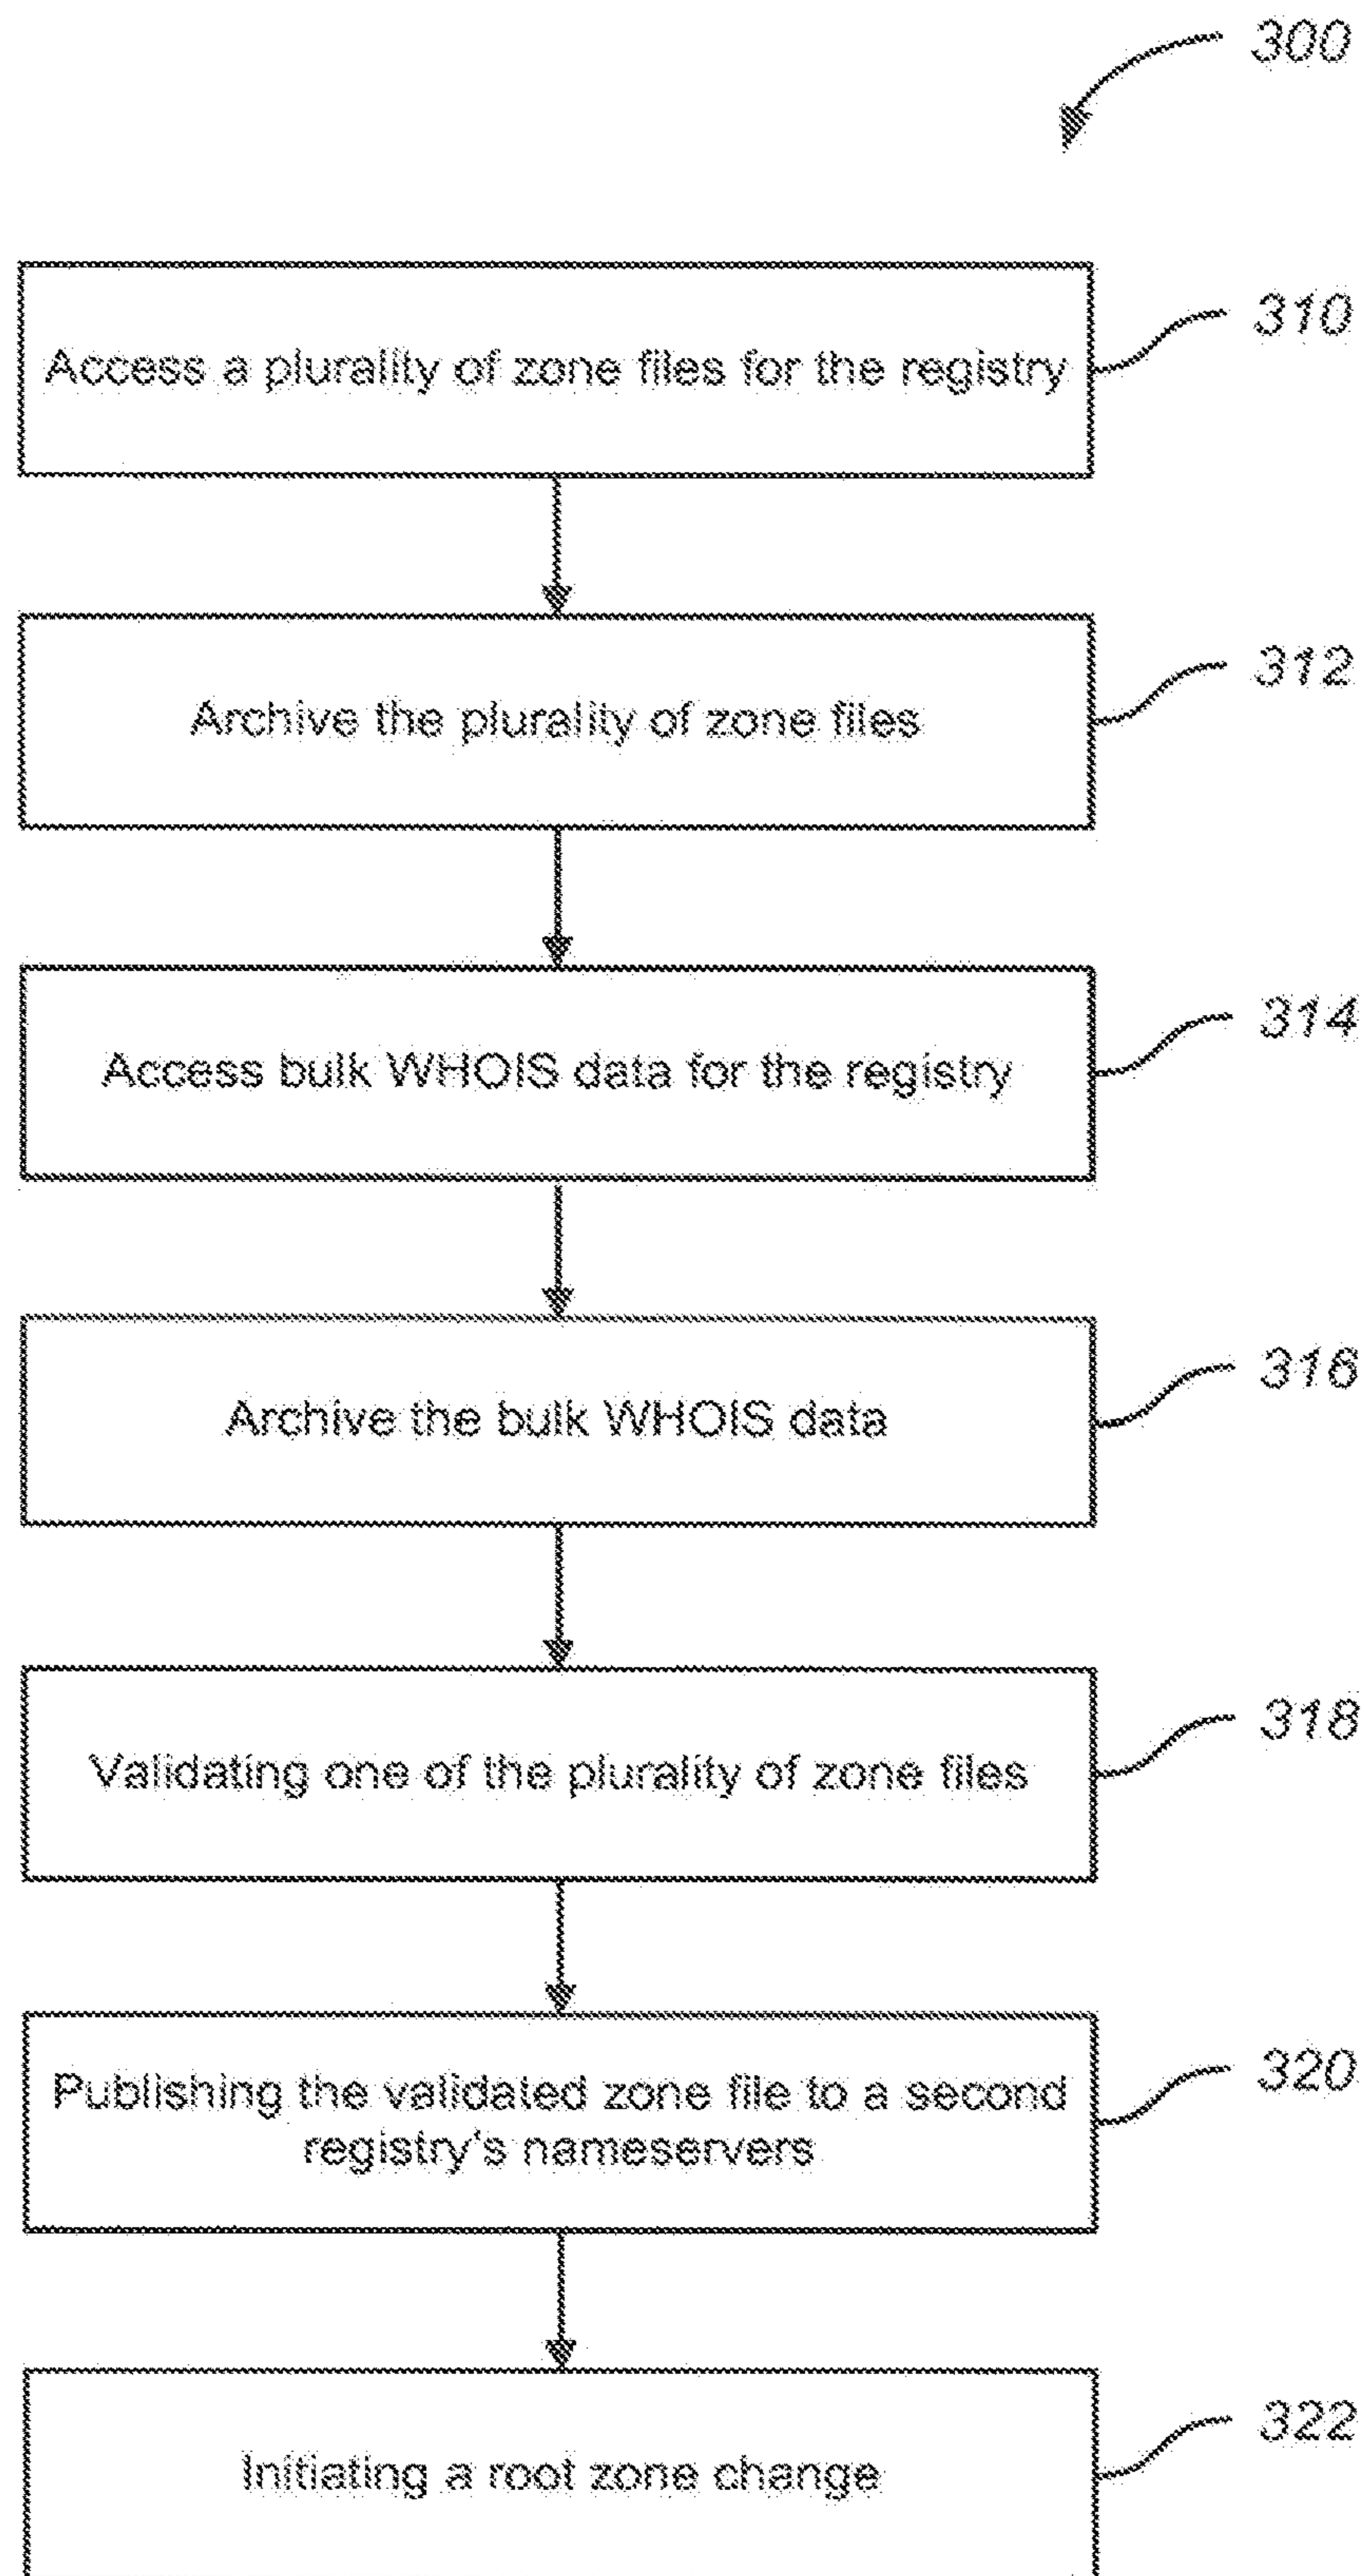 300
Access a plurality of zone files for the registry
310
Archive the plurality of zone files
312
Access bulk WHOIS data for the registry
314
Archive the bulk WHOIS data
316
Validating one of the plurality of zone files
318
Publishing the validated zone file to a second
registry's nameservers
320
Initiating a root zone change
322